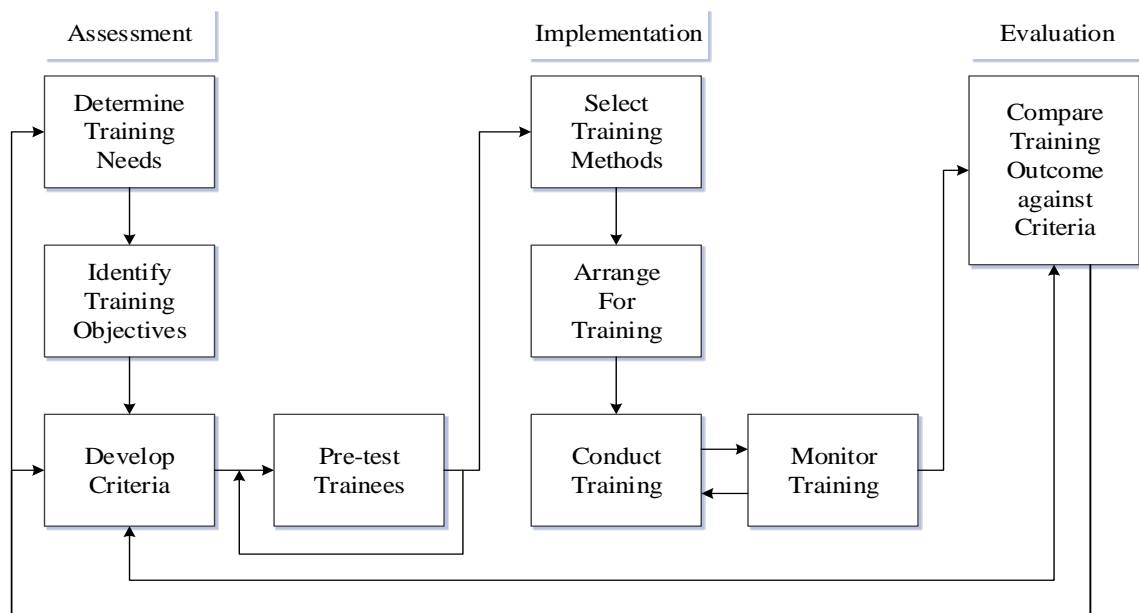 Assessment
Implementation
Evaluation
Determine
Training
Needs
Select
Training
Methods
Compare
Training
Outcome
against
Criteria
Identify
Training
Objectives
Arrange
For
Training
Develop
Criteria
Pre-test
Trainees
Conduct
Training
Monitor
Training